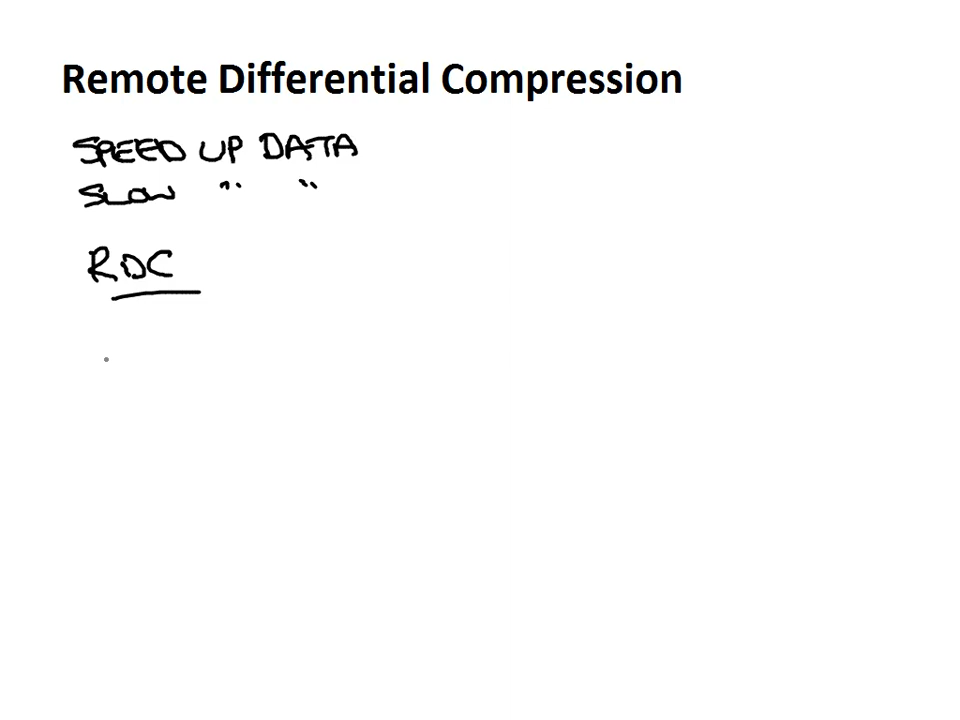 Remote Differential Compression
SPEED UP DATA
SLOW " "
RDC